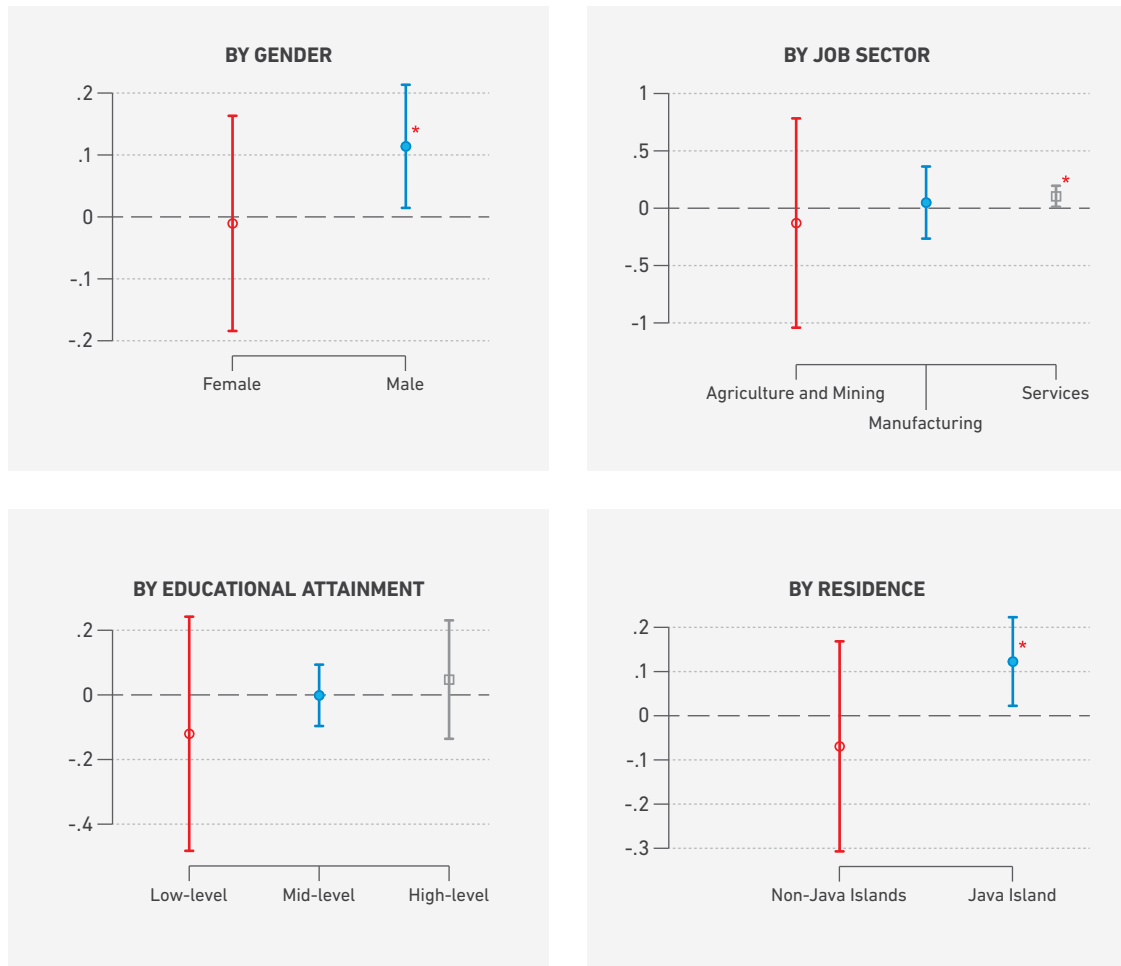 BY GENDER
.2
.1
0
-.1
-.2
*
Female
Male
BY JOB SECTOR
1
.5
0
-.5
-1
*
Agriculture and Mining
Manufacturing
Services
BY EDUCATIONAL ATTAINMENT
.2
0
-.2
-.4
Low-level
Mid-level
High-level
BY RESIDENCE
.2
.1
0
-.1
-.2
-.3
*
Non-Java Islands
Java Island